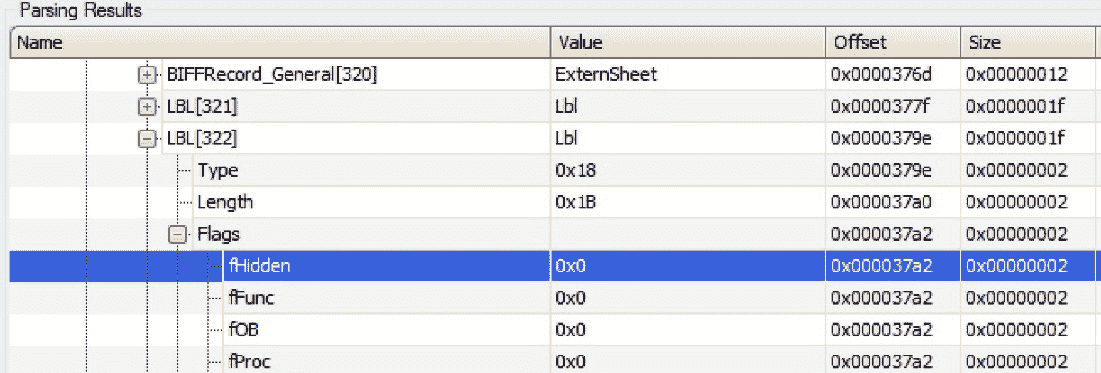 Parsing Results
Name Value Offset Size
BIFFRecord_General[320] ExternSheet 0x0000376d 0x00000012
LBL[321] Lbl 0x0000377f 0x0000001f
LBL[322] Lbl 0x0000379e 0x0000001f
Type 0x18 0x0000379e 0x00000002
Length 0x1B 0x000037a0 0x00000002
Flags 0x000037a2 0x00000002
fHidden 0x0 0x000037a2 0x00000002
fFunc 0x0 0x000037a2 0x00000002
fOB 0x0 0x000037a2 0x00000002
fProc 0x0 0x000037a2 0x00000002